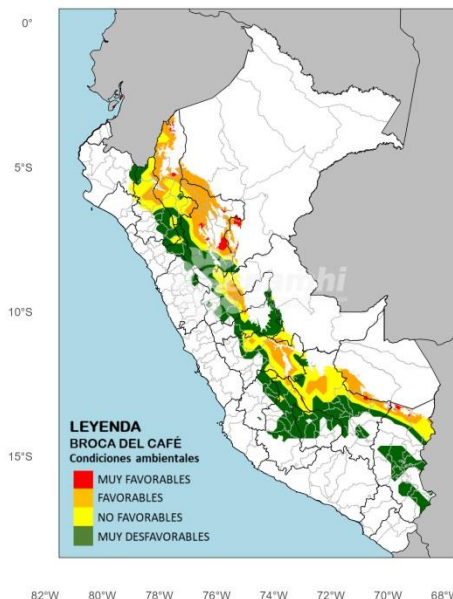 0°
5°S
10°S
15°S
LEYENDA
BROCA DEL CAFÉ
Condiciones ambientales
MUY FAVORABLES
FAVORABLES
NO FAVORABLES
MUY DESFAVORABLES
82°W 80°W 78°W 76°W 74°W 72°W 70°W 68°W